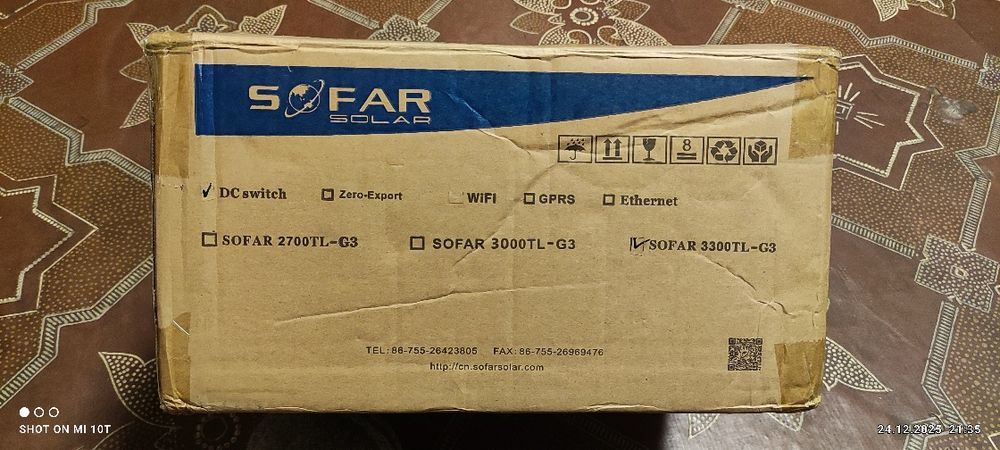 SOFAR
SOLAR
8
DC switch Zero-Export WiFI GPRS Ethernet
SOFAR 2700TL-G3 SOFAR 3000TL-G3 SOFAR 3300TL-G3
TEL: 86-755-26423805 FAX: 86-755-26969476
http://cn.sofarsolar.com
SHOT ON MI 10T
24.12.2025 21:35